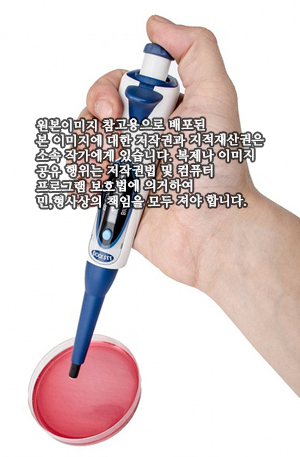 원본이미지 참고용으로 배포된
본 이미지에 대한 저작권과 지적재산권은
소속 작가에게 있습니다. 복제나 이미지
공유 행위는 저작권법 및 컴퓨터
프로그램 보호법에 의거하여
민,형사상의 책임을 모두 져야 합니다.